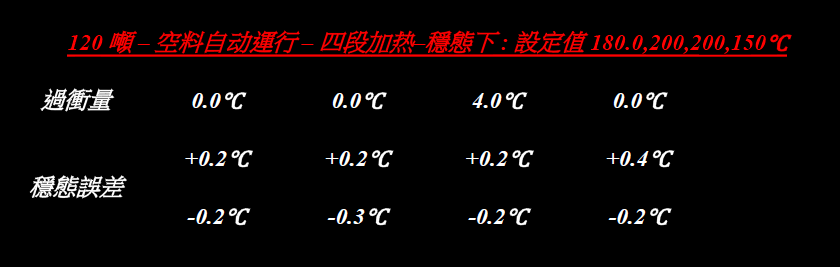 120 噸 – 空料自动運行 – 四段加热–穩態下 : 設定值 180.0,200,200,150℃
過衝量 0.0℃ 0.0℃ 4.0℃ 0.0℃
+0.2℃ +0.2℃ +0.2℃ +0.4℃
穩態誤差
-0.2℃ -0.3℃ -0.2℃ -0.2℃